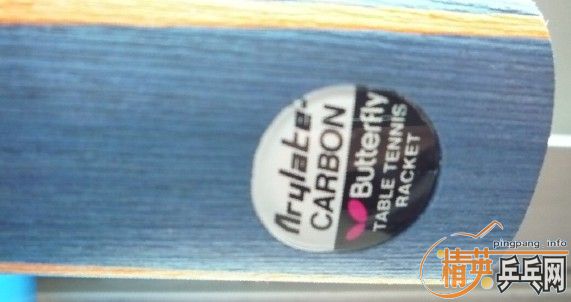 Arylate-
CARBON
Butterfly
TABLE TENNIS
RACKET
pingpang.info
精英乒乓网